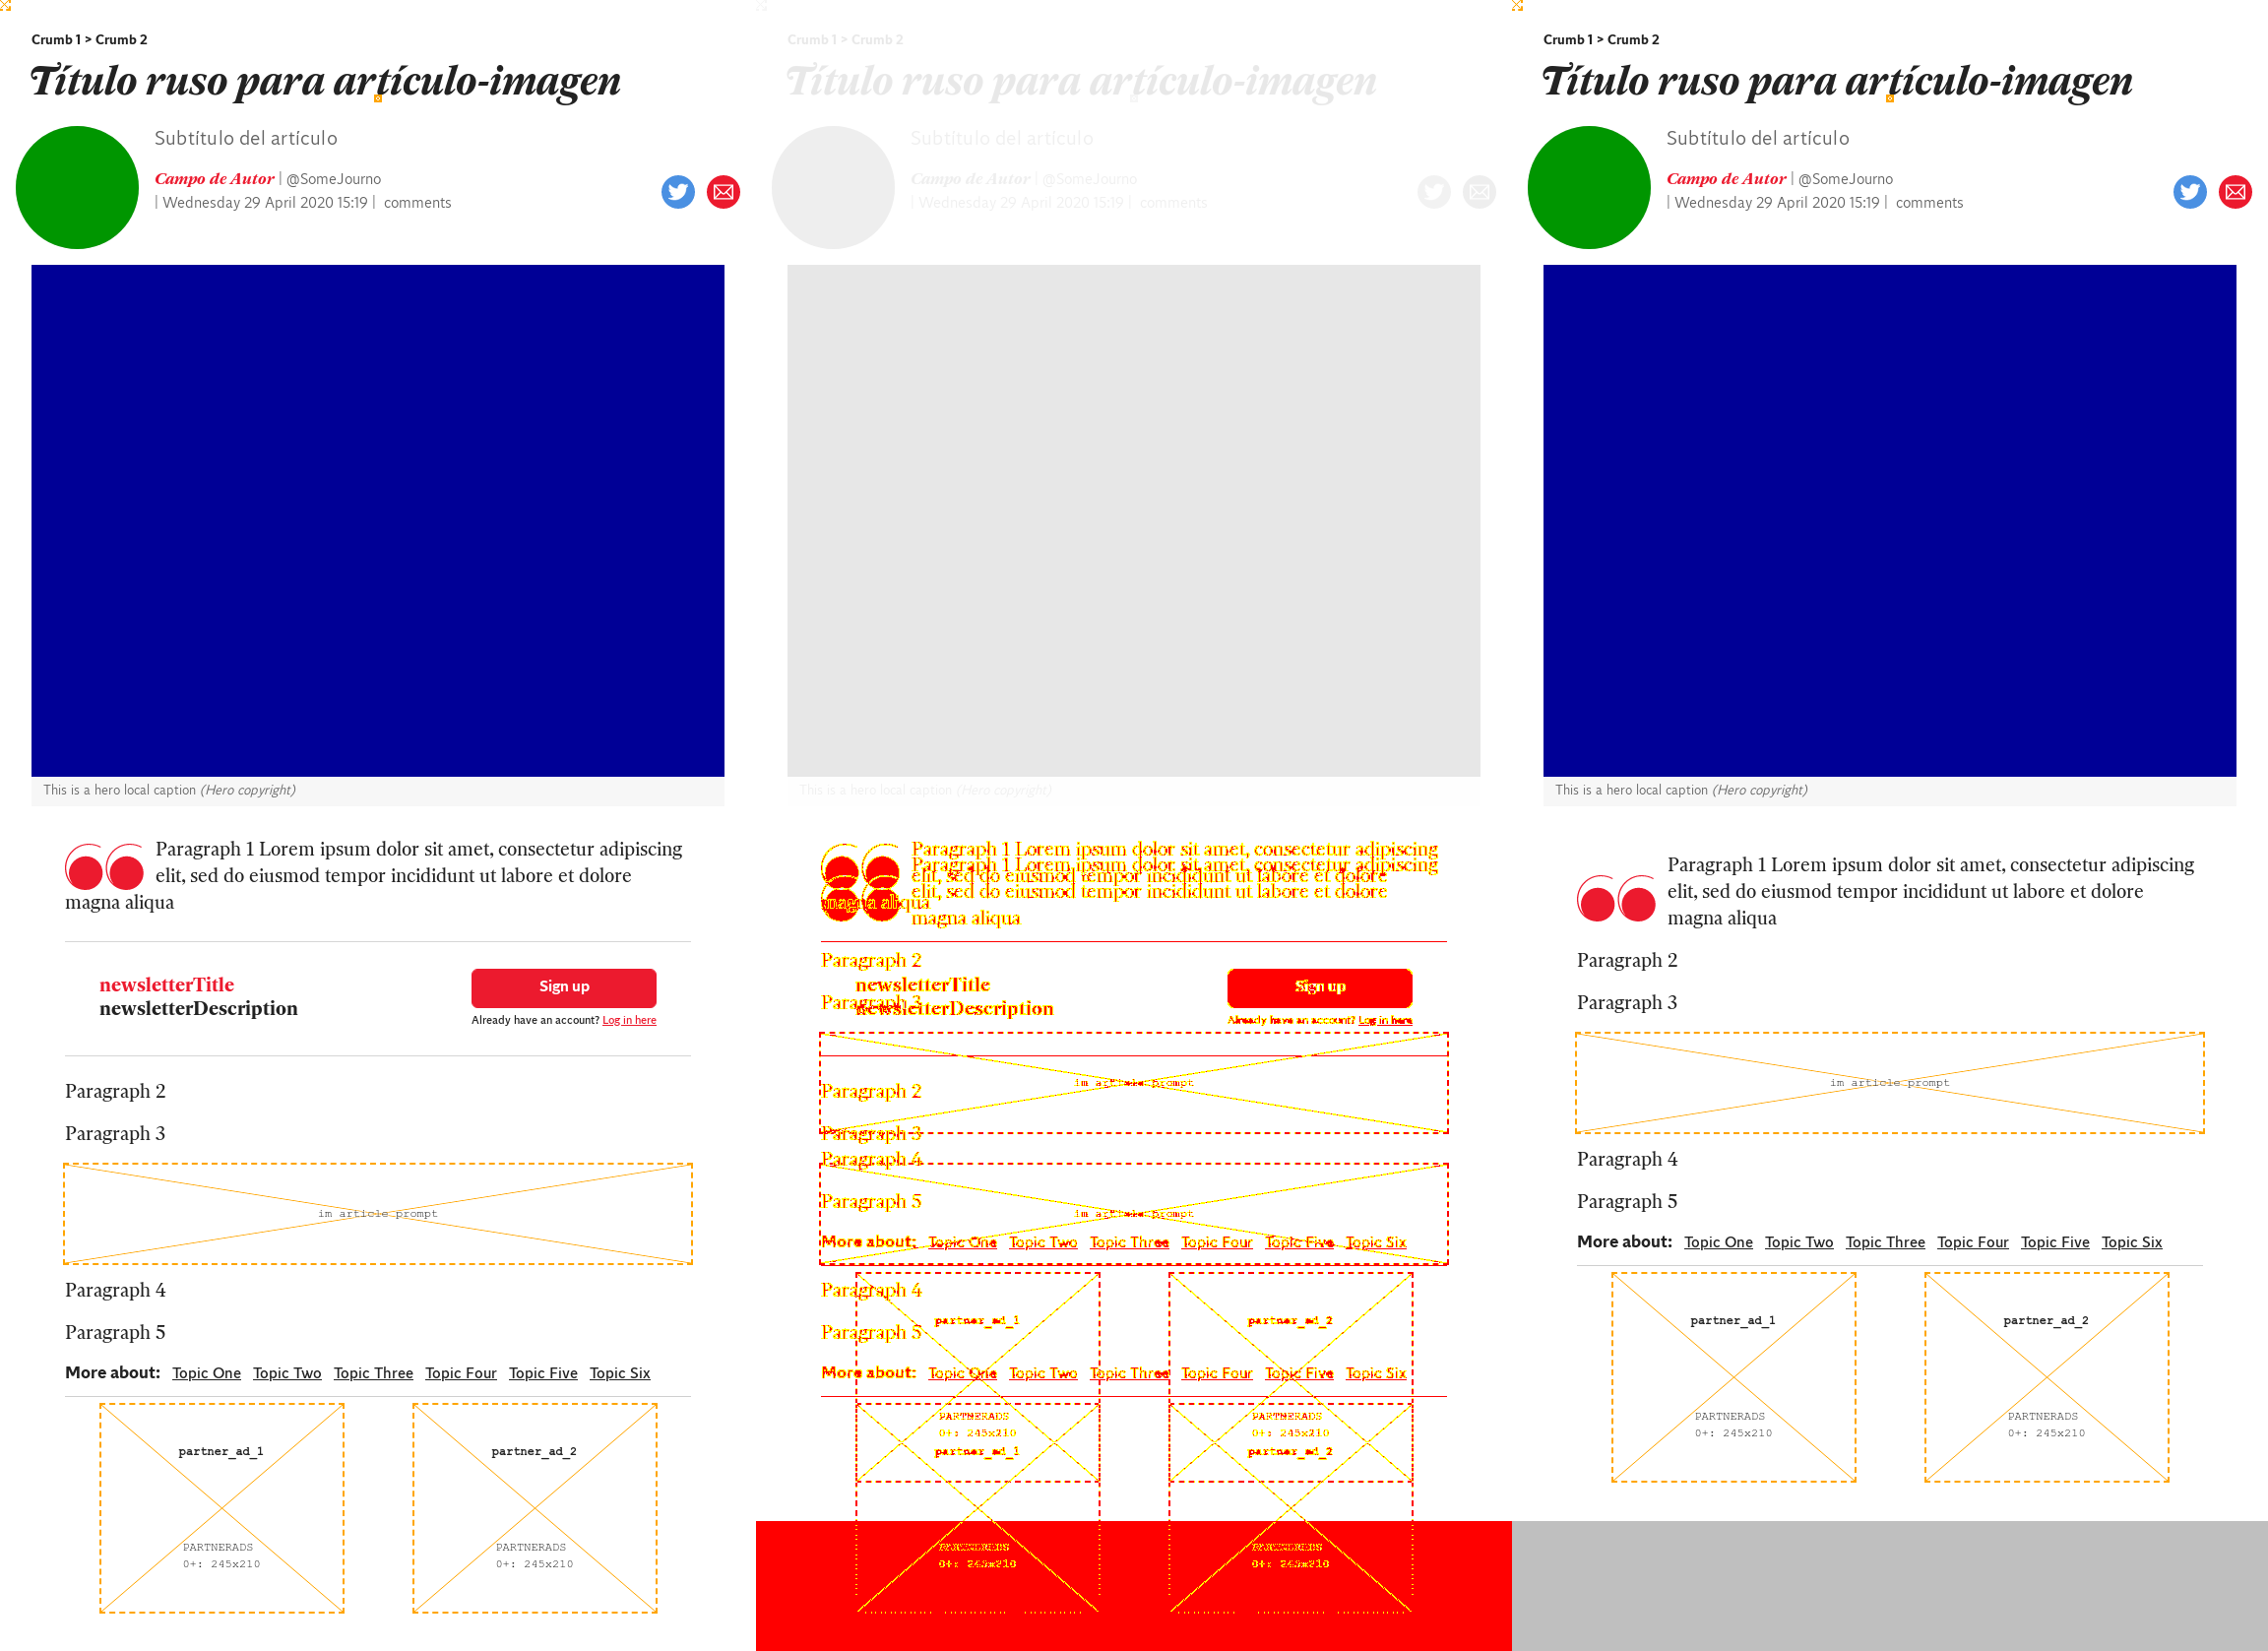 Crumb 1 > Crumb 2
Título ruso para artículo-imagen
Subtítulo del artículo
Campo de Autor | @SomeJourno
| Wednesday 29 April 2020 15:19 | comments
This is a hero local caption (Hero copyright)
Paragraph 1 Lorem ipsum dolor sit amet, consectetur adipiscing
elit, sed do eiusmod tempor incididunt ut labore et dolore
magna aliqua
newsletterTitle
newsletterDescription
Sign up
Already have an account? Log in here
Paragraph 2
Paragraph 3
im article prompt
Paragraph 4
Paragraph 5
More about: Topic One Topic Two Topic Three Topic Four Topic Five Topic Six
partner_ad_1 partner_ad_2
PARTNERADS PARTNERADS
0+: 245x210 0+: 245x210
Crumb 1 > Crumb 2
Título ruso para artículo-imagen
Subtítulo del artículo
Campo de Autor | @SomeJourno
| Wednesday 29 April 2020 15:19 | comments
This is a hero local caption (Hero copyright)
Paragraph 1 Lorem ipsum dolor sit amet, consectetur adipiscing
Paragraph 1 Lorem ipsum dolor sit amet, consectetur adipiscing
elit, sed do eiusmod tempor incididunt ut labore et dolore
elit, sed do eiusmod tempor incididunt ut labore et dolore
magna aliqua
magna aliqua
Paragraph 2
newsletterTitle
Sign up
Paragraph 3
newsletterDescription
Already have an account? Log in here
im article prompt
Paragraph 2
Paragraph 3
Paragraph 4
Paragraph 5
im article prompt
More about: Topic One Topic Two Topic Three Topic Four Topic Five Topic Six
Paragraph 4
partner_ad_1 partner_ad_2
Paragraph 5
More about: Topic One Topic Two Topic Three Topic Four Topic Five Topic Six
PARTNERADS PARTNERADS
0+: 245x210 0+: 245x210
partner_ad_1 partner_ad_2
PARTNERADS PARTNERADS
0+: 245x210 0+: 245x210
Crumb 1 > Crumb 2
Título ruso para artículo-imagen
Subtítulo del artículo
Campo de Autor | @SomeJourno
| Wednesday 29 April 2020 15:19 | comments
This is a hero local caption (Hero copyright)
Paragraph 1 Lorem ipsum dolor sit amet, consectetur adipiscing
elit, sed do eiusmod tempor incididunt ut labore et dolore
magna aliqua
Paragraph 2
Paragraph 3
im article prompt
Paragraph 4
Paragraph 5
More about: Topic One Topic Two Topic Three Topic Four Topic Five Topic Six
partner_ad_1 partner_ad_2
PARTNERADS PARTNERADS
0+: 245x210 0+: 245x210